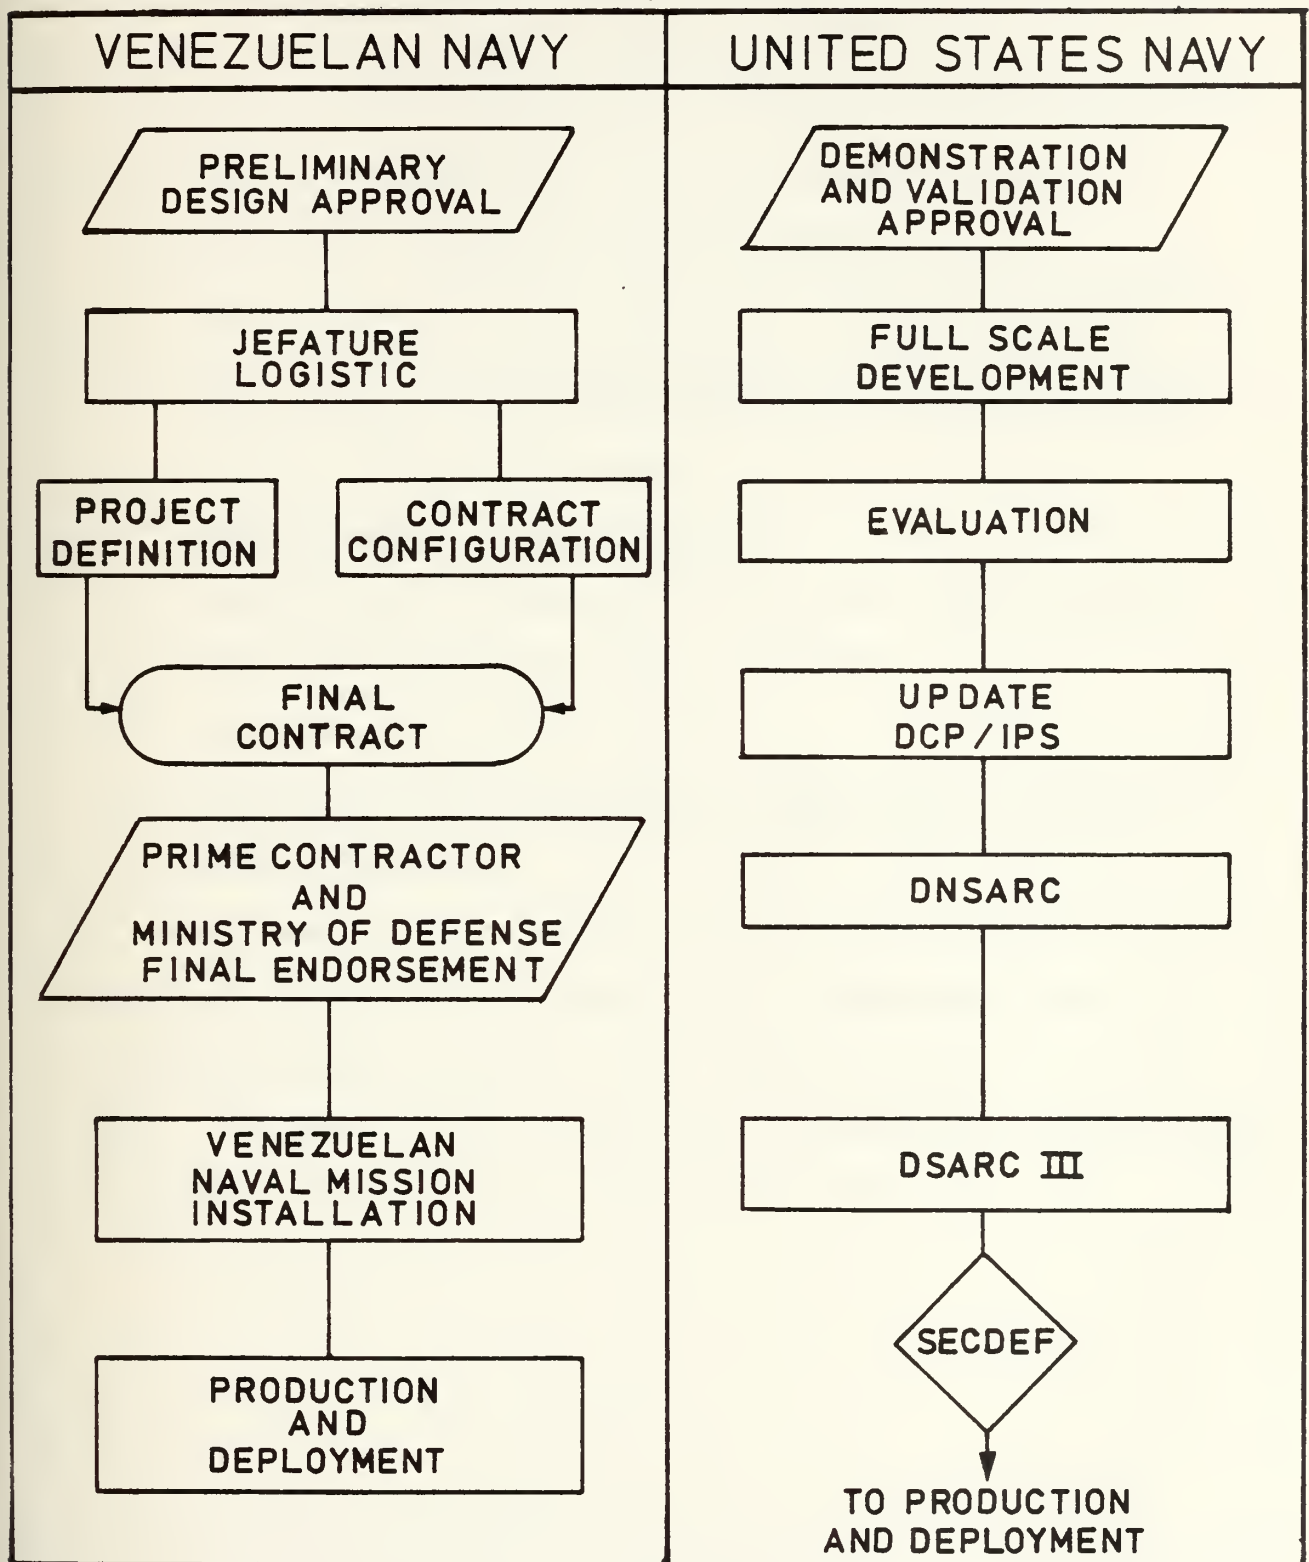 VENEZUELAN NAVY
PRELIMINARY
DESIGN APPROVAL
JEFATURE
LOGISTIC
PROJECT
DEFINITION
CONTRACT
CONFIGURATION
FINAL
CONTRACT
PRIME CONTRACTOR
AND
MINISTRY OF DEFENSE
FINAL ENDORSEMENT
VENEZUELAN
NAVAL MISSION
INSTALLATION
PRODUCTION
AND
DEPLOYMENT
UNITED STATES NAVY
DEMONSTRATION
AND VALIDATION
APPROVAL
FULL SCALE
DEVELOPMENT
EVALUATION
UPDATE
DCP/IPS
DNSARC
DSARC III
SECDEF
TO PRODUCTION
AND DEPLOYMENT